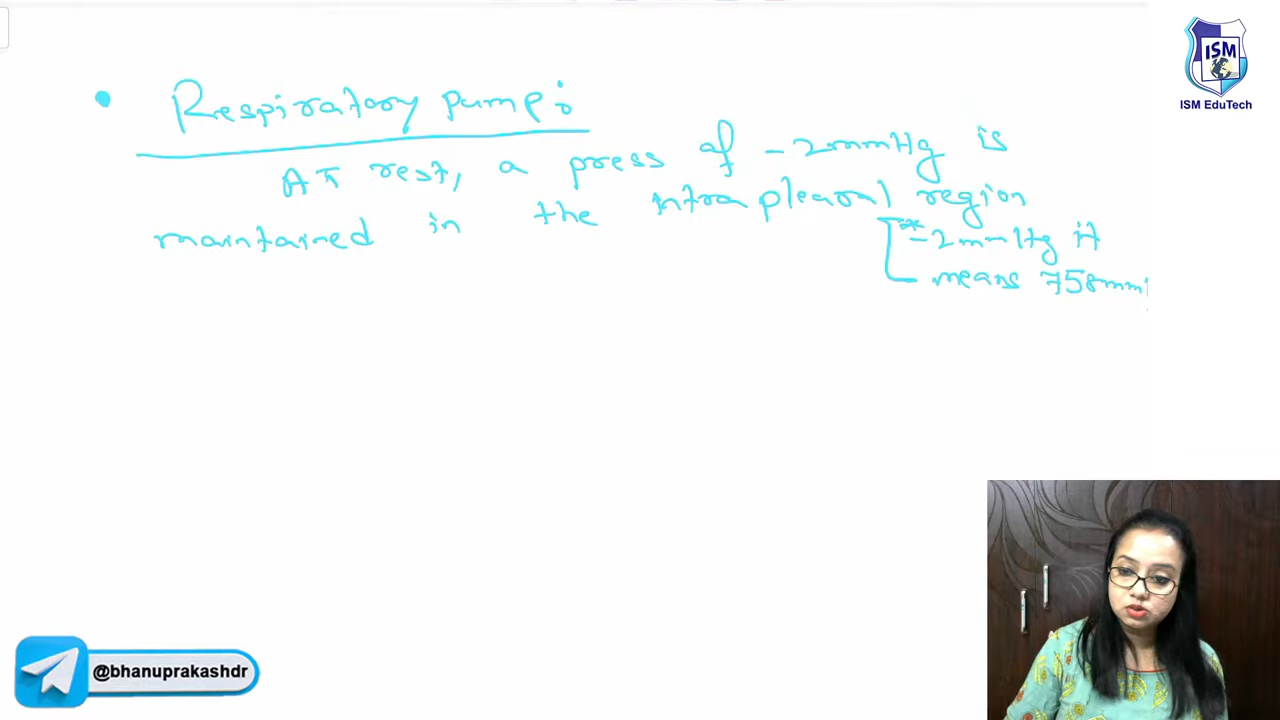 ISM
ISM EduTech
• Respiratory pump:
At rest, a press of -2mmHg is
maintained in the intrapleural region
* -2mmHg it
means 758mm
@bhanuprakashdr